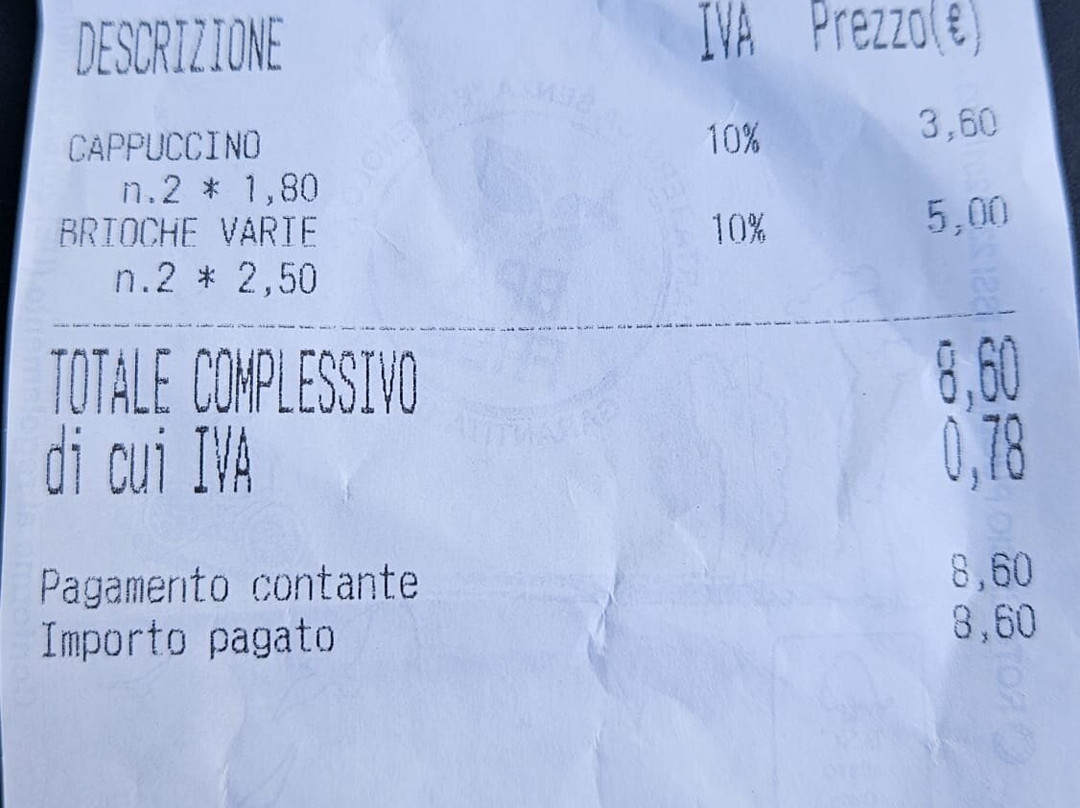 DESCRIZIONE IVA Prezzo(€)
CAPPUCCINO 10% 3,60
n.2 * 1,80
BRIOCHE VARIE 10% 5,00
n.2 * 2,50
TOTALE COMPLESSIVO 8,60
di cui IVA 0,78
Pagamento contante 8,60
Importo pagato 8,60